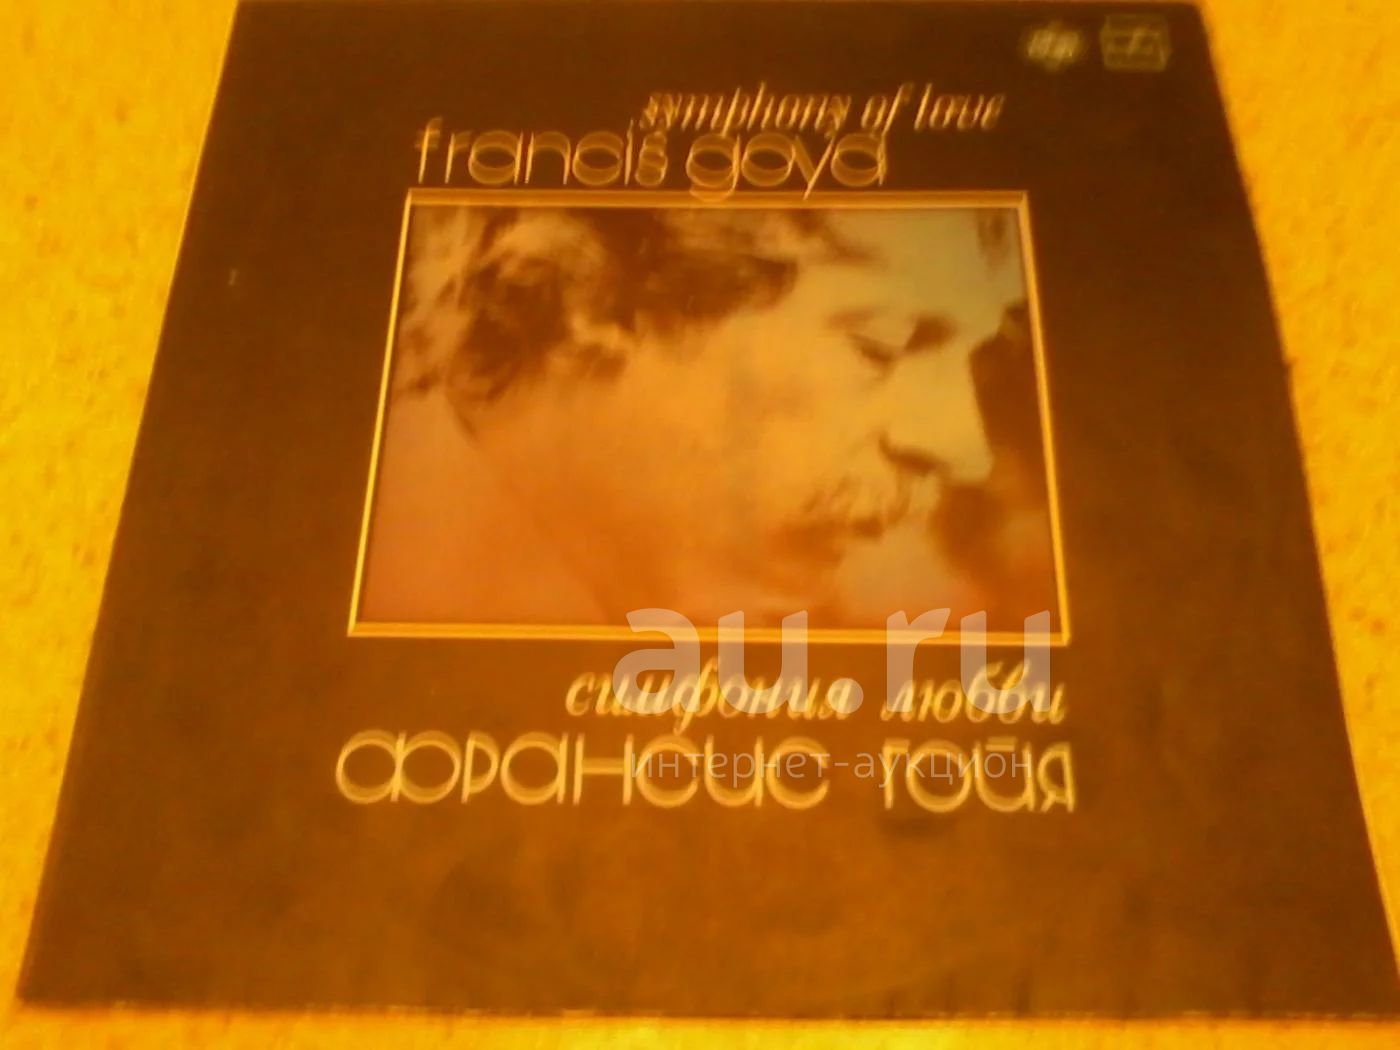 symphony of love
francis goya
au.ru
симфония любви
интернет-аукцион
ФРАНСИС ГОЙЯ